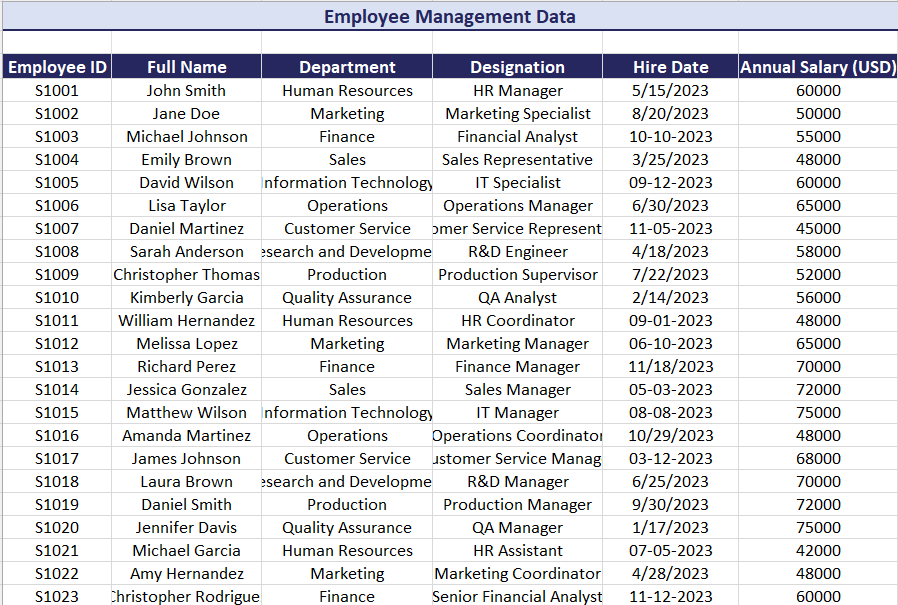 Employee Management Data
Employee ID Full Name Department Designation Hire Date Annual Salary (USD)
S1001 John Smith Human Resources HR Manager 5/15/2023 60000
S1002 Jane Doe Marketing Marketing Specialist 8/20/2023 50000
S1003 Michael Johnson Finance Financial Analyst 10-10-2023 55000
S1004 Emily Brown Sales Sales Representative 3/25/2023 48000
S1005 David Wilson Information Technology IT Specialist 09-12-2023 60000
S1006 Lisa Taylor Operations Operations Manager 6/30/2023 65000
S1007 Daniel Martinez Customer Service omer Service Represent 11-05-2023 45000
S1008 Sarah Anderson esearch and Developme R&D Engineer 4/18/2023 58000
S1009 Christopher Thomas Production Production Supervisor 7/22/2023 52000
S1010 Kimberly Garcia Quality Assurance QA Analyst 2/14/2023 56000
S1011 William Hernandez Human Resources HR Coordinator 09-01-2023 48000
S1012 Melissa Lopez Marketing Marketing Manager 06-10-2023 65000
S1013 Richard Perez Finance Finance Manager 11/18/2023 70000
S1014 Jessica Gonzalez Sales Sales Manager 05-03-2023 72000
S1015 Matthew Wilson Information Technology IT Manager 08-08-2023 75000
S1016 Amanda Martinez Operations Operations Coordinator 10/29/2023 48000
S1017 James Johnson Customer Service ustomer Service Manag 03-12-2023 68000
S1018 Laura Brown esearch and Developme R&D Manager 6/25/2023 70000
S1019 Daniel Smith Production Production Manager 9/30/2023 72000
S1020 Jennifer Davis Quality Assurance QA Manager 1/17/2023 75000
S1021 Michael Garcia Human Resources HR Assistant 07-05-2023 42000
S1022 Amy Hernandez Marketing Marketing Coordinator 4/28/2023 48000
S1023 Christopher Rodrigue Finance Senior Financial Analyst 11-12-2023 60000